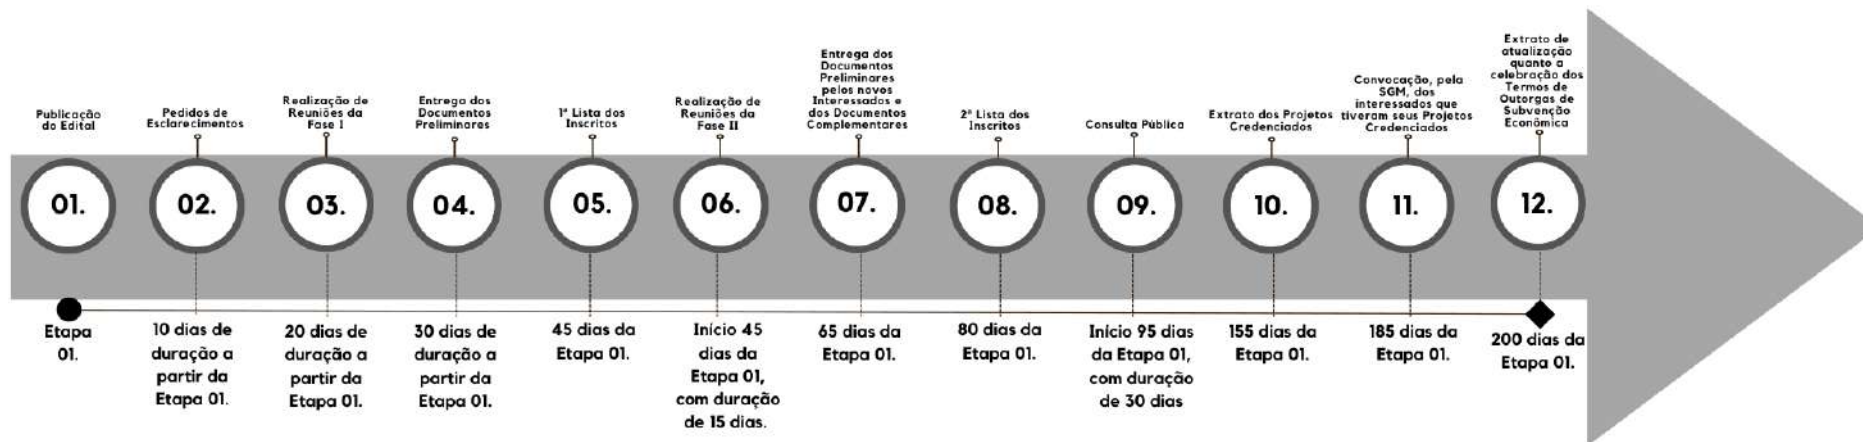 Publicação
do Edital
Pedidos de
Esclarecimentos
Realização de
Reuniões da
Fase I
Entrega dos
Documentos
Preliminares
1ª Lista dos
Inscritos
Realização de
Reuniões da
Fase II
Entrega dos
Documentos
Preliminares
pelos novos
Interessados e
dos Documentos
Complementares
2ª Lista dos
Inscritos
Consulta Pública
Extrato dos Projetos
Credenciados
Convocação, pela
SGM, dos
interessados que
tiveram seus Projetos
Credenciados
Extrato de
atualização
quanto a
celebração dos
Termos de
Outorgas de
Subvenção
Econômica
01.
02.
03.
04.
05.
06.
07.
08.
09.
10.
11.
12.
Etapa
01.
10 dias de
duração a
partir da
Etapa 01.
20 dias de
duração a
partir da
Etapa 01.
30 dias de
duração a
partir da
Etapa 01.
45 dias da
Etapa 01.
Início 45
dias da
Etapa 01,
com duração
de 15 dias.
65 dias da
Etapa 01.
80 dias da
Etapa 01.
Início 95 dias
da Etapa 01,
com duração
de 30 dias
155 dias da
Etapa 01.
185 dias da
Etapa 01.
200 dias da
Etapa 01.